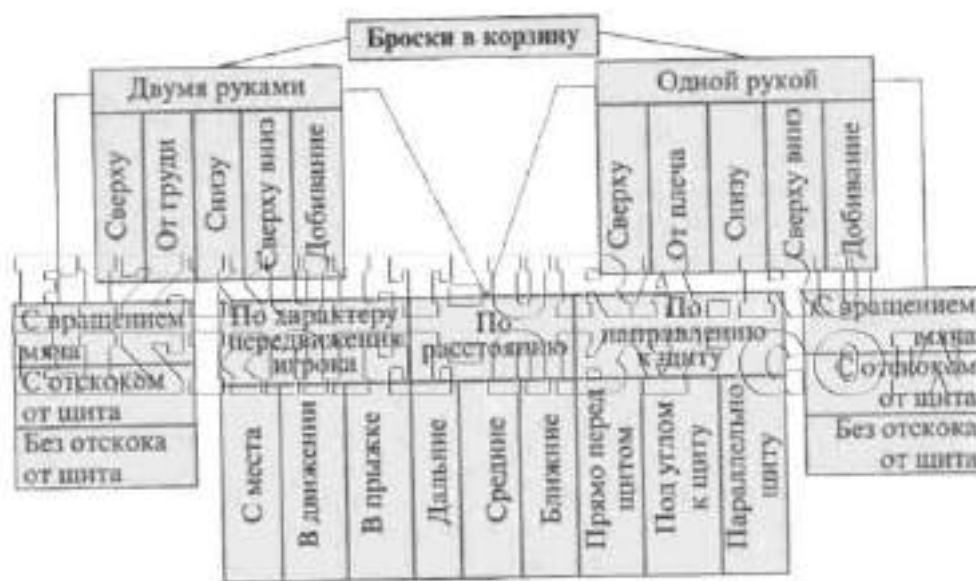 Броски в корзину
Двумя руками
Одной рукой
Сверху
От груди
Снизу
Сверху вниз
Добивание
Сверху
От плеча
Снизу
Сверху вниз
Добивание
С вращением
мяча
С отскоком
от щита
Без отскока
от щита
По характеру
передвижения
игрока
По
расстоянию
По
направлению
к щиту
С вращением
мяча
С отскоком
от щита
Без отскока
от щита
С места
В движении
В прыжке
Дальние
Средние
Ближние
Прямо перед
щитом
Под углом
к щиту
Параллельно
щиту